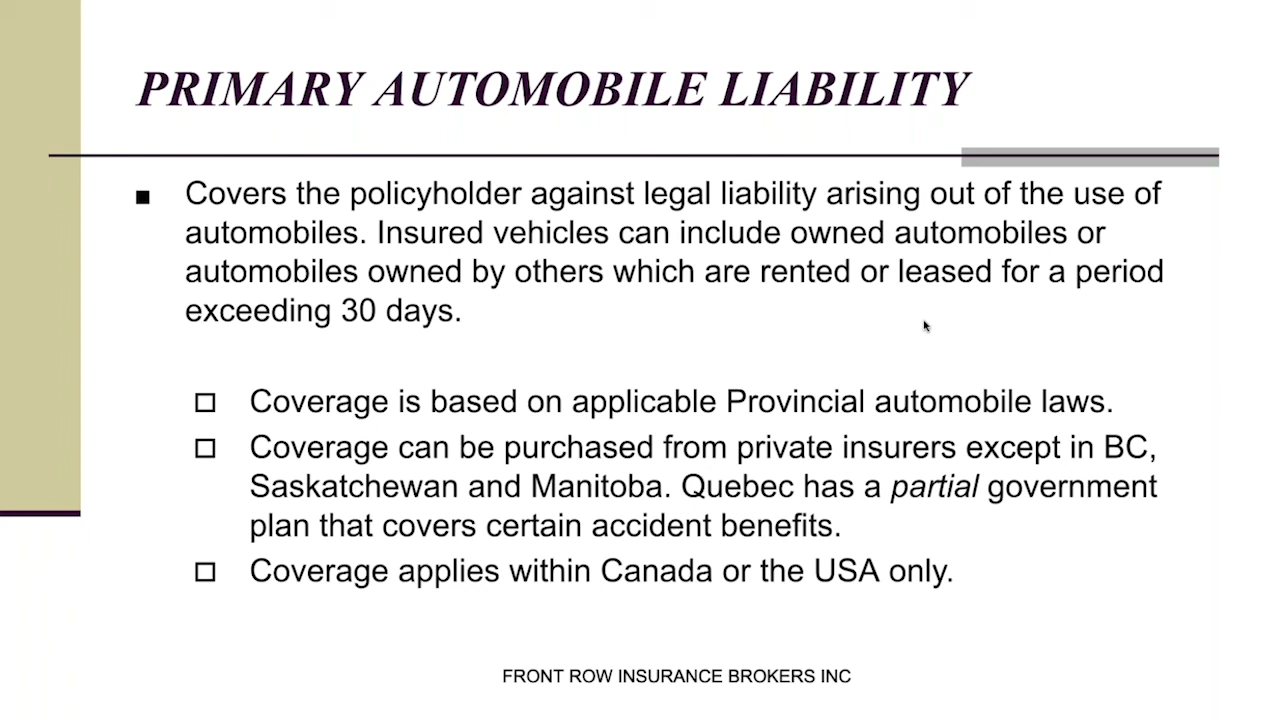 PRIMARY AUTOMOBILE LIABILITY
Covers the policyholder against legal liability arising out of the use of
automobiles. Insured vehicles can include owned automobiles or
automobiles owned by others which are rented or leased for a period
exceeding 30 days.
Coverage is based on applicable Provincial automobile laws.
Coverage can be purchased from private insurers except in BC,
Saskatchewan and Manitoba. Quebec has a partial government
plan that covers certain accident benefits.
Coverage applies within Canada or the USA only.
FRONT ROW INSURANCE BROKERS INC